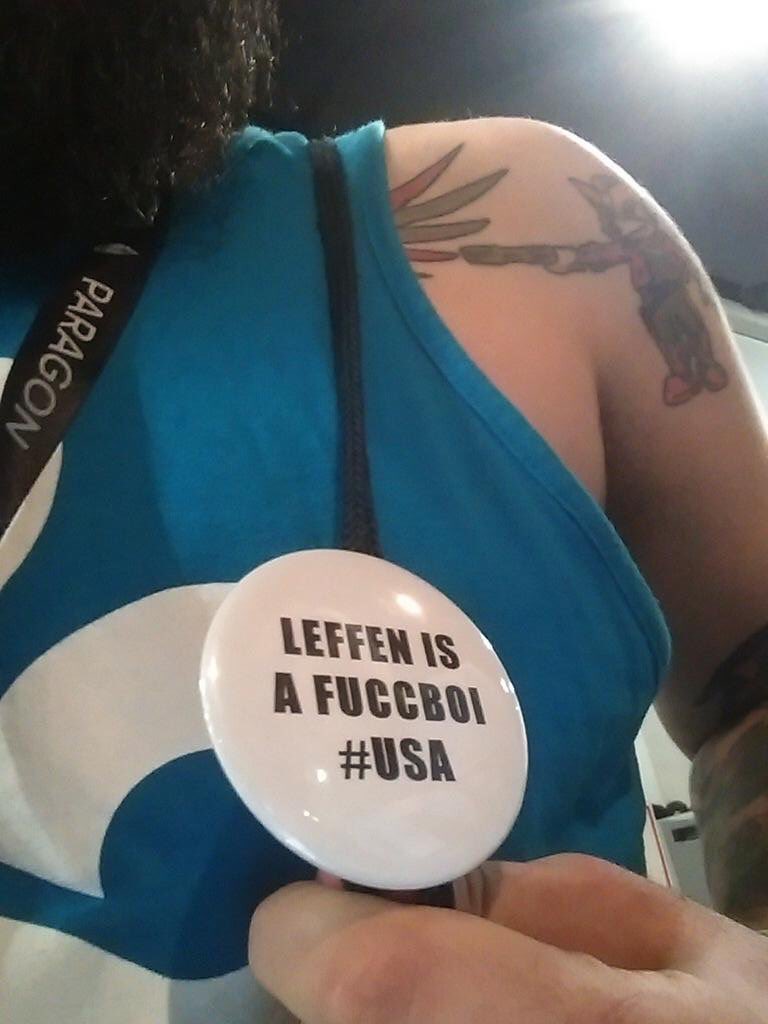 PARAGON
LEFFEN IS
A FUCCBOI
#USA